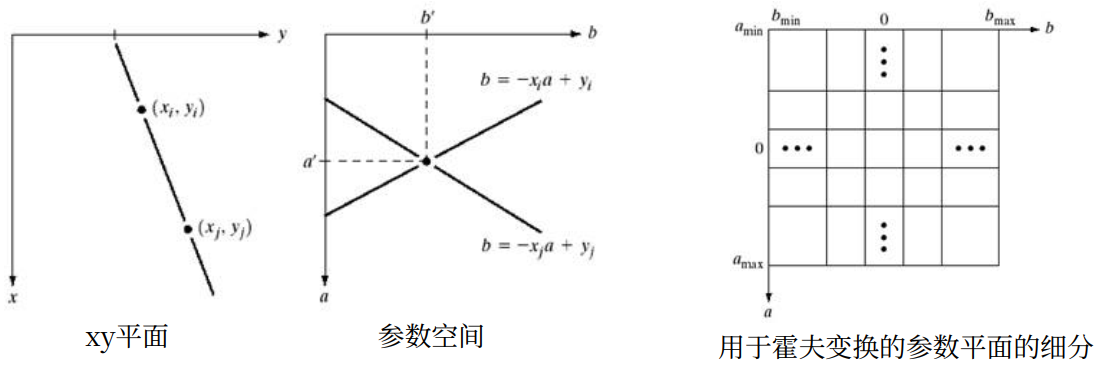 y
(xᵢ, yᵢ)
(xⱼ, yⱼ)
x
xy平面
b′
b
b = −xᵢa + yᵢ
a′
b = −xⱼa + yⱼ
a
参数空间
bmin
0
bmax
b
amin
0
amax
a
用于霍夫变换的参数平面的细分